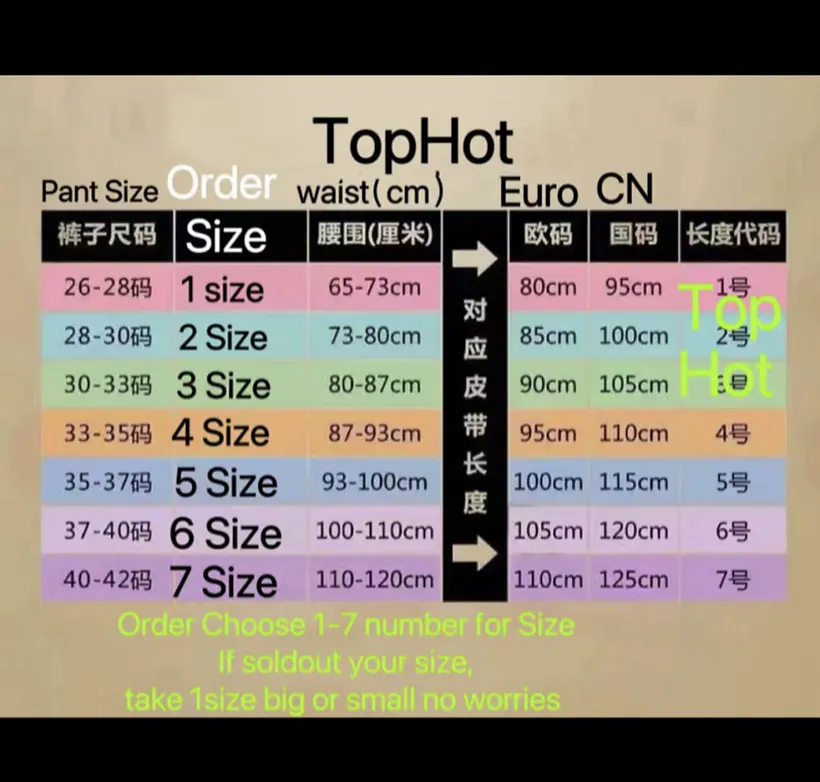 TopHot
Pant Size Order waist(cm) Euro CN
裤子尺码 Size 腰围(厘米) 欧码 国码 长度代码
26-28码 1 size 65-73cm 80cm 95cm 1号
28-30码 2 Size 73-80cm 85cm 100cm 2号
30-33码 3 Size 80-87cm 90cm 105cm 3号
33-35码 4 Size 87-93cm 95cm 110cm 4号
35-37码 5 Size 93-100cm 100cm 115cm 5号
37-40码 6 Size 100-110cm 105cm 120cm 6号
40-42码 7 Size 110-120cm 110cm 125cm 7号
对应皮带长度
Top
Hot
Order Choose 1-7 number for Size
If soldout your size,
take 1size big or small no worries